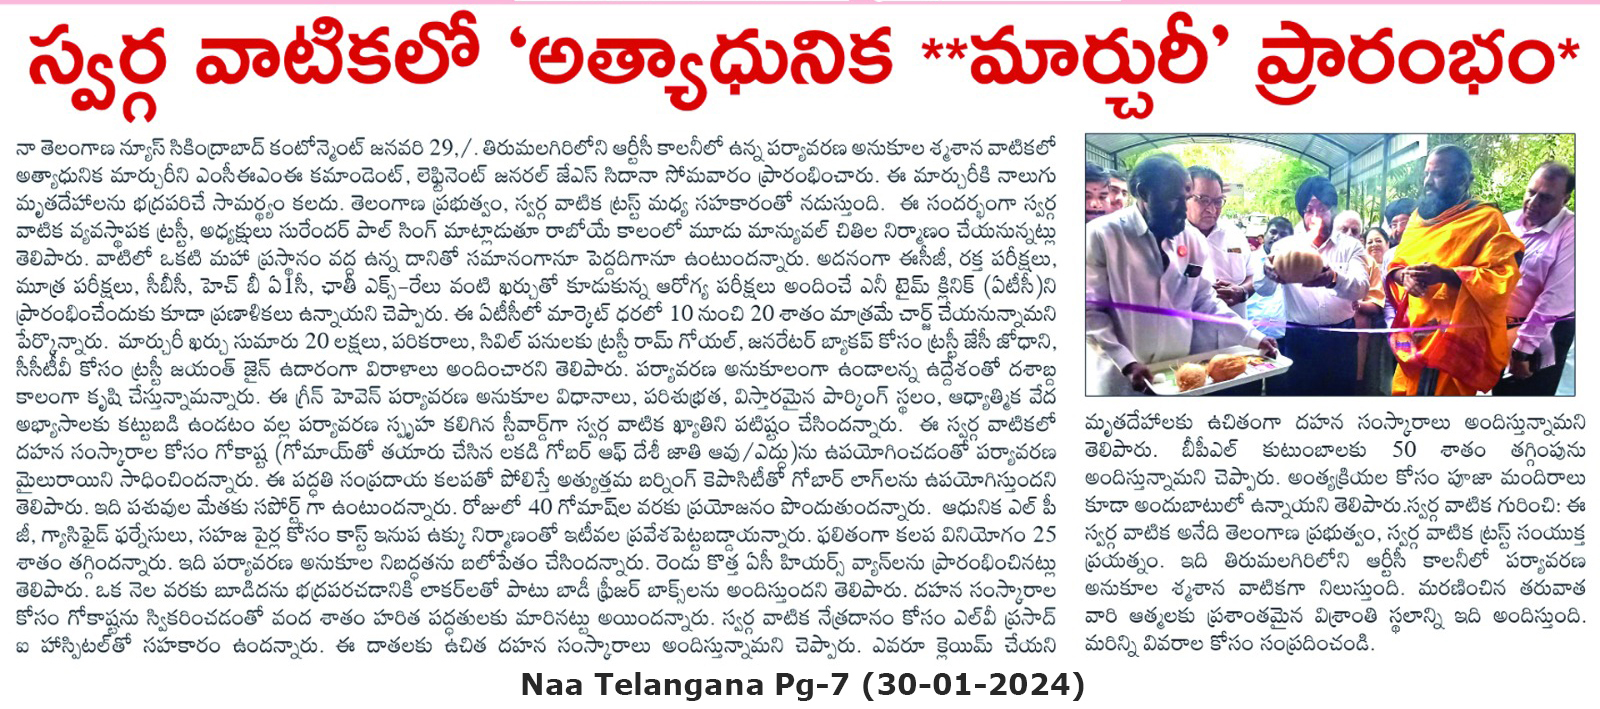 స్వర్గ వాటికలో ‘అత్యాధునిక **మార్చురీ’ ప్రారంభం*
నా తెలంగాణ న్యూస్ సికింద్రాబాద్ కంటోన్మెంట్ జనవరి 29,/. తిరుమలగిరిలోని ఆర్టీసీ కాలనీలో ఉన్న పర్యావరణ అనుకూల శ్మశాన వాటికలో
అత్యాధునిక మార్చురీని ఎంసీఈఎంఈ కమాండెంట్, లెఫ్టినెంట్ జనరల్ జేఎస్ సిదానా సోమవారం ప్రారంభించారు. ఈ మార్చురీకి నాలుగు
మృతదేహాలను భద్రపరిచే సామర్థ్యం కలదు. తెలంగాణ ప్రభుత్వం, స్వర్గ వాటిక ట్రస్ట్ మధ్య సహకారంతో నడుస్తుంది. ఈ సందర్భంగా స్వర్గ
వాటిక వ్యవస్థాపక ట్రస్టీ, అధ్యక్షులు సురేందర్ పాల్ సింగ్ మాట్లాడుతూ రాబోయే కాలంలో మూడు మాన్యువల్ చితిల నిర్మాణం చేయనున్నట్లు
తెలిపారు. వాటిలో ఒకటి మహా ప్రస్థానం వద్ద ఉన్న దానితో సమానంగానూ పెద్దదిగానూ ఉంటుందన్నారు. అదనంగా ఈసీజీ, రక్త పరీక్షలు,
మూత్ర పరీక్షలు, సీబీసీ, హెచ్ బీ ఏ1సీ, ఛాతీ ఎక్స్-రేలు వంటి ఖర్చుతో కూడుకున్న ఆరోగ్య పరీక్షలు అందించే ఎనీ టైమ్ క్లినిక్ (ఏటీసీ)ని
ప్రారంభించేందుకు కూడా ప్రణాళికలు ఉన్నాయని చెప్పారు. ఈ ఏటీసీలో మార్కెట్ ధరలో 10 నుంచి 20 శాతం మాత్రమే చార్జ్ చేయనున్నామని
పేర్కొన్నారు. మార్చురీ ఖర్చు సుమారు 20 లక్షలు, పరికరాలు, సివిల్ పనులకు ట్రస్టీ రామ్ గోయల్, జనరేటర్ బ్యాకప్ కోసం ట్రస్టీ జేసీ జోధాని,
సీసీటీవీ కోసం ట్రస్టీ జయంత్ జైన్ ఉదారంగా విరాళాలు అందించారని తెలిపారు. పర్యావరణ అనుకూలంగా ఉండాలన్న ఉద్దేశంతో దశాబ్ద
కాలంగా కృషి చేస్తున్నామన్నారు. ఈ గ్రీన్ హెవెన్ పర్యావరణ అనుకూల విధానాలు, పరిశుభ్రత, విస్తారమైన పార్కింగ్ స్థలం, ఆధ్యాత్మిక వేద
అభ్యాసాలకు కట్టుబడి ఉండటం వల్ల పర్యావరణ స్పృహ కలిగిన స్టీవార్డ్‌గా స్వర్గ వాటిక ఖ్యాతిని పటిష్టం చేసిందన్నారు. ఈ స్వర్గ వాటికలో
దహన సంస్కారాల కోసం గోకాష్ట (గోమాయ్‌తో తయారు చేసిన లకడి గోబర్ ఆఫ్ దేశీ జాతి ఆవు/ఎద్దు)ను ఉపయోగించడంతో పర్యావరణ
మైలురాయిని సాధించిందన్నారు. ఈ పద్ధతి సంప్రదాయ కలపతో పోలిస్తే అత్యుత్తమ బర్నింగ్ కెపాసిటీతో గోబార్ లాగ్‌లను ఉపయోగిస్తుందని
తెలిపారు. ఇది పశువుల మేతకు సపోర్ట్ గా ఉంటుందన్నారు. రోజులో 40 గోమాష్‌ల వరకు ప్రయోజనం పొందుతుందన్నారు. ఆధునిక ఎల్ పీ
జీ, గ్యాసిఫైడ్ ఫర్నేసులు, సహజ పైర్ల కోసం కాస్ట్ ఇనుప ఉక్కు నిర్మాణంతో ఇటీవల ప్రవేశపెట్టబడ్డాయన్నారు. ఫలితంగా కలప వినియోగం 25
శాతం తగ్గిందన్నారు. ఇది పర్యావరణ అనుకూల నిబద్ధతను బలోపేతం చేసిందన్నారు. రెండు కొత్త ఏసీ హియర్స్ వ్యాన్‌లను ప్రారంభించినట్లు
తెలిపారు. ఒక నెల వరకు బూడిదను భద్రపరచడానికి లాకర్‌లతో పాటు బాడీ ఫ్రీజర్ బాక్స్‌లను అందిస్తుందని తెలిపారు. దహన సంస్కారాల
కోసం గోకాష్టను స్వీకరించడంతో వంద శాతం హరిత పద్ధతులకు మారినట్టు అయిందన్నారు. స్వర్గ వాటిక నేత్రదానం కోసం ఎల్‌వీ ప్రసాద్
ఐ హాస్పిటల్‌తో సహకారం ఉందన్నారు. ఈ దాతలకు ఉచిత దహన సంస్కారాలు అందిస్తున్నామని చెప్పారు. ఎవరూ క్లెయిమ్ చేయని
మృతదేహాలకు ఉచితంగా దహన సంస్కారాలు అందిస్తున్నామని
తెలిపారు. బీపీఎల్ కుటుంబాలకు 50 శాతం తగ్గింపును
అందిస్తున్నామని చెప్పారు. అంత్యక్రియల కోసం పూజా మందిరాలు
కూడా అందుబాటులో ఉన్నాయని తెలిపారు.స్వర్గ వాటిక గురించి: ఈ
స్వర్గ వాటిక అనేది తెలంగాణ ప్రభుత్వం, స్వర్గ వాటిక ట్రస్ట్ సంయుక్త
ప్రయత్నం. ఇది తిరుమలగిరిలోని ఆర్టీసీ కాలనీలో పర్యావరణ
అనుకూల శ్మశాన వాటికగా నిలుస్తుంది. మరణించిన తరువాత
వారి ఆత్మలకు ప్రశాంతమైన విశ్రాంతి స్థలాన్ని ఇది అందిస్తుంది.
మరిన్ని వివరాల కోసం సంప్రదించండి.
Naa Telangana Pg-7 (30-01-2024)